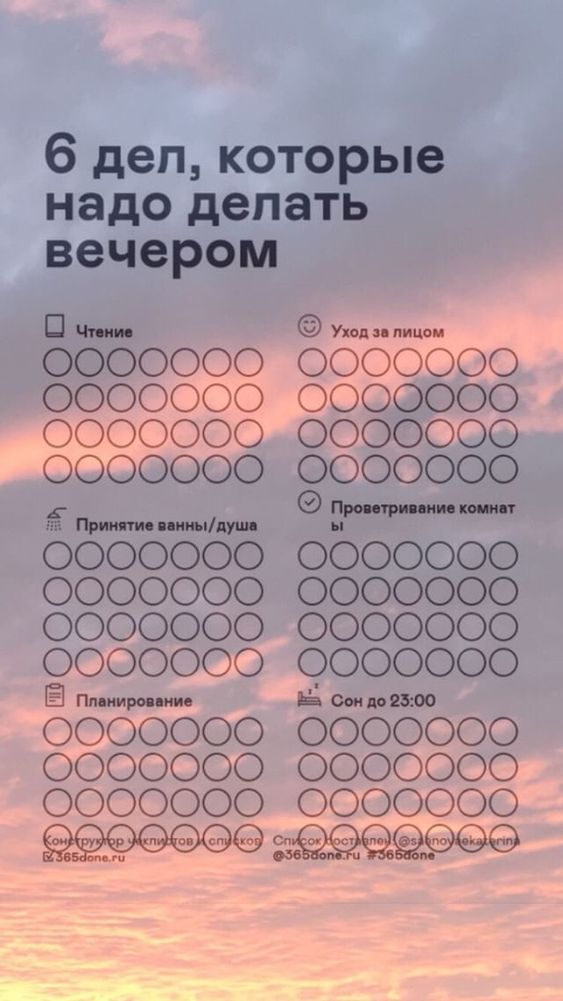 6 дел, которые
надо делать
вечером
Чтение
Уход за лицом
Принятие ванны/душа
Проветривание комнат
ы
Планирование
Сон до 23:00
Конструктор чеклистов и списков
365done.ru
Список составлен: 
@365done.ru #365done